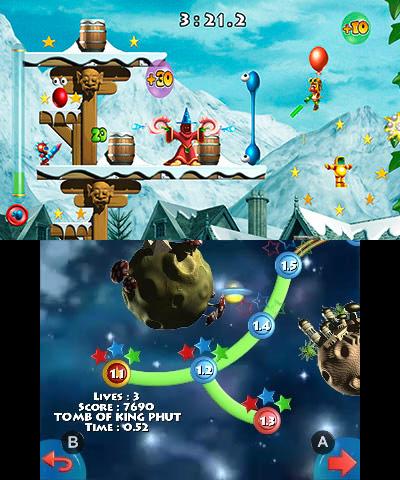 3:21.2
+10
+30
29
1.5
1.4
1.1
1.2
1.3
LIVES : 3
SCORE : 7690
TOMB OF KING PHUT
TIME : 0.52
B
A